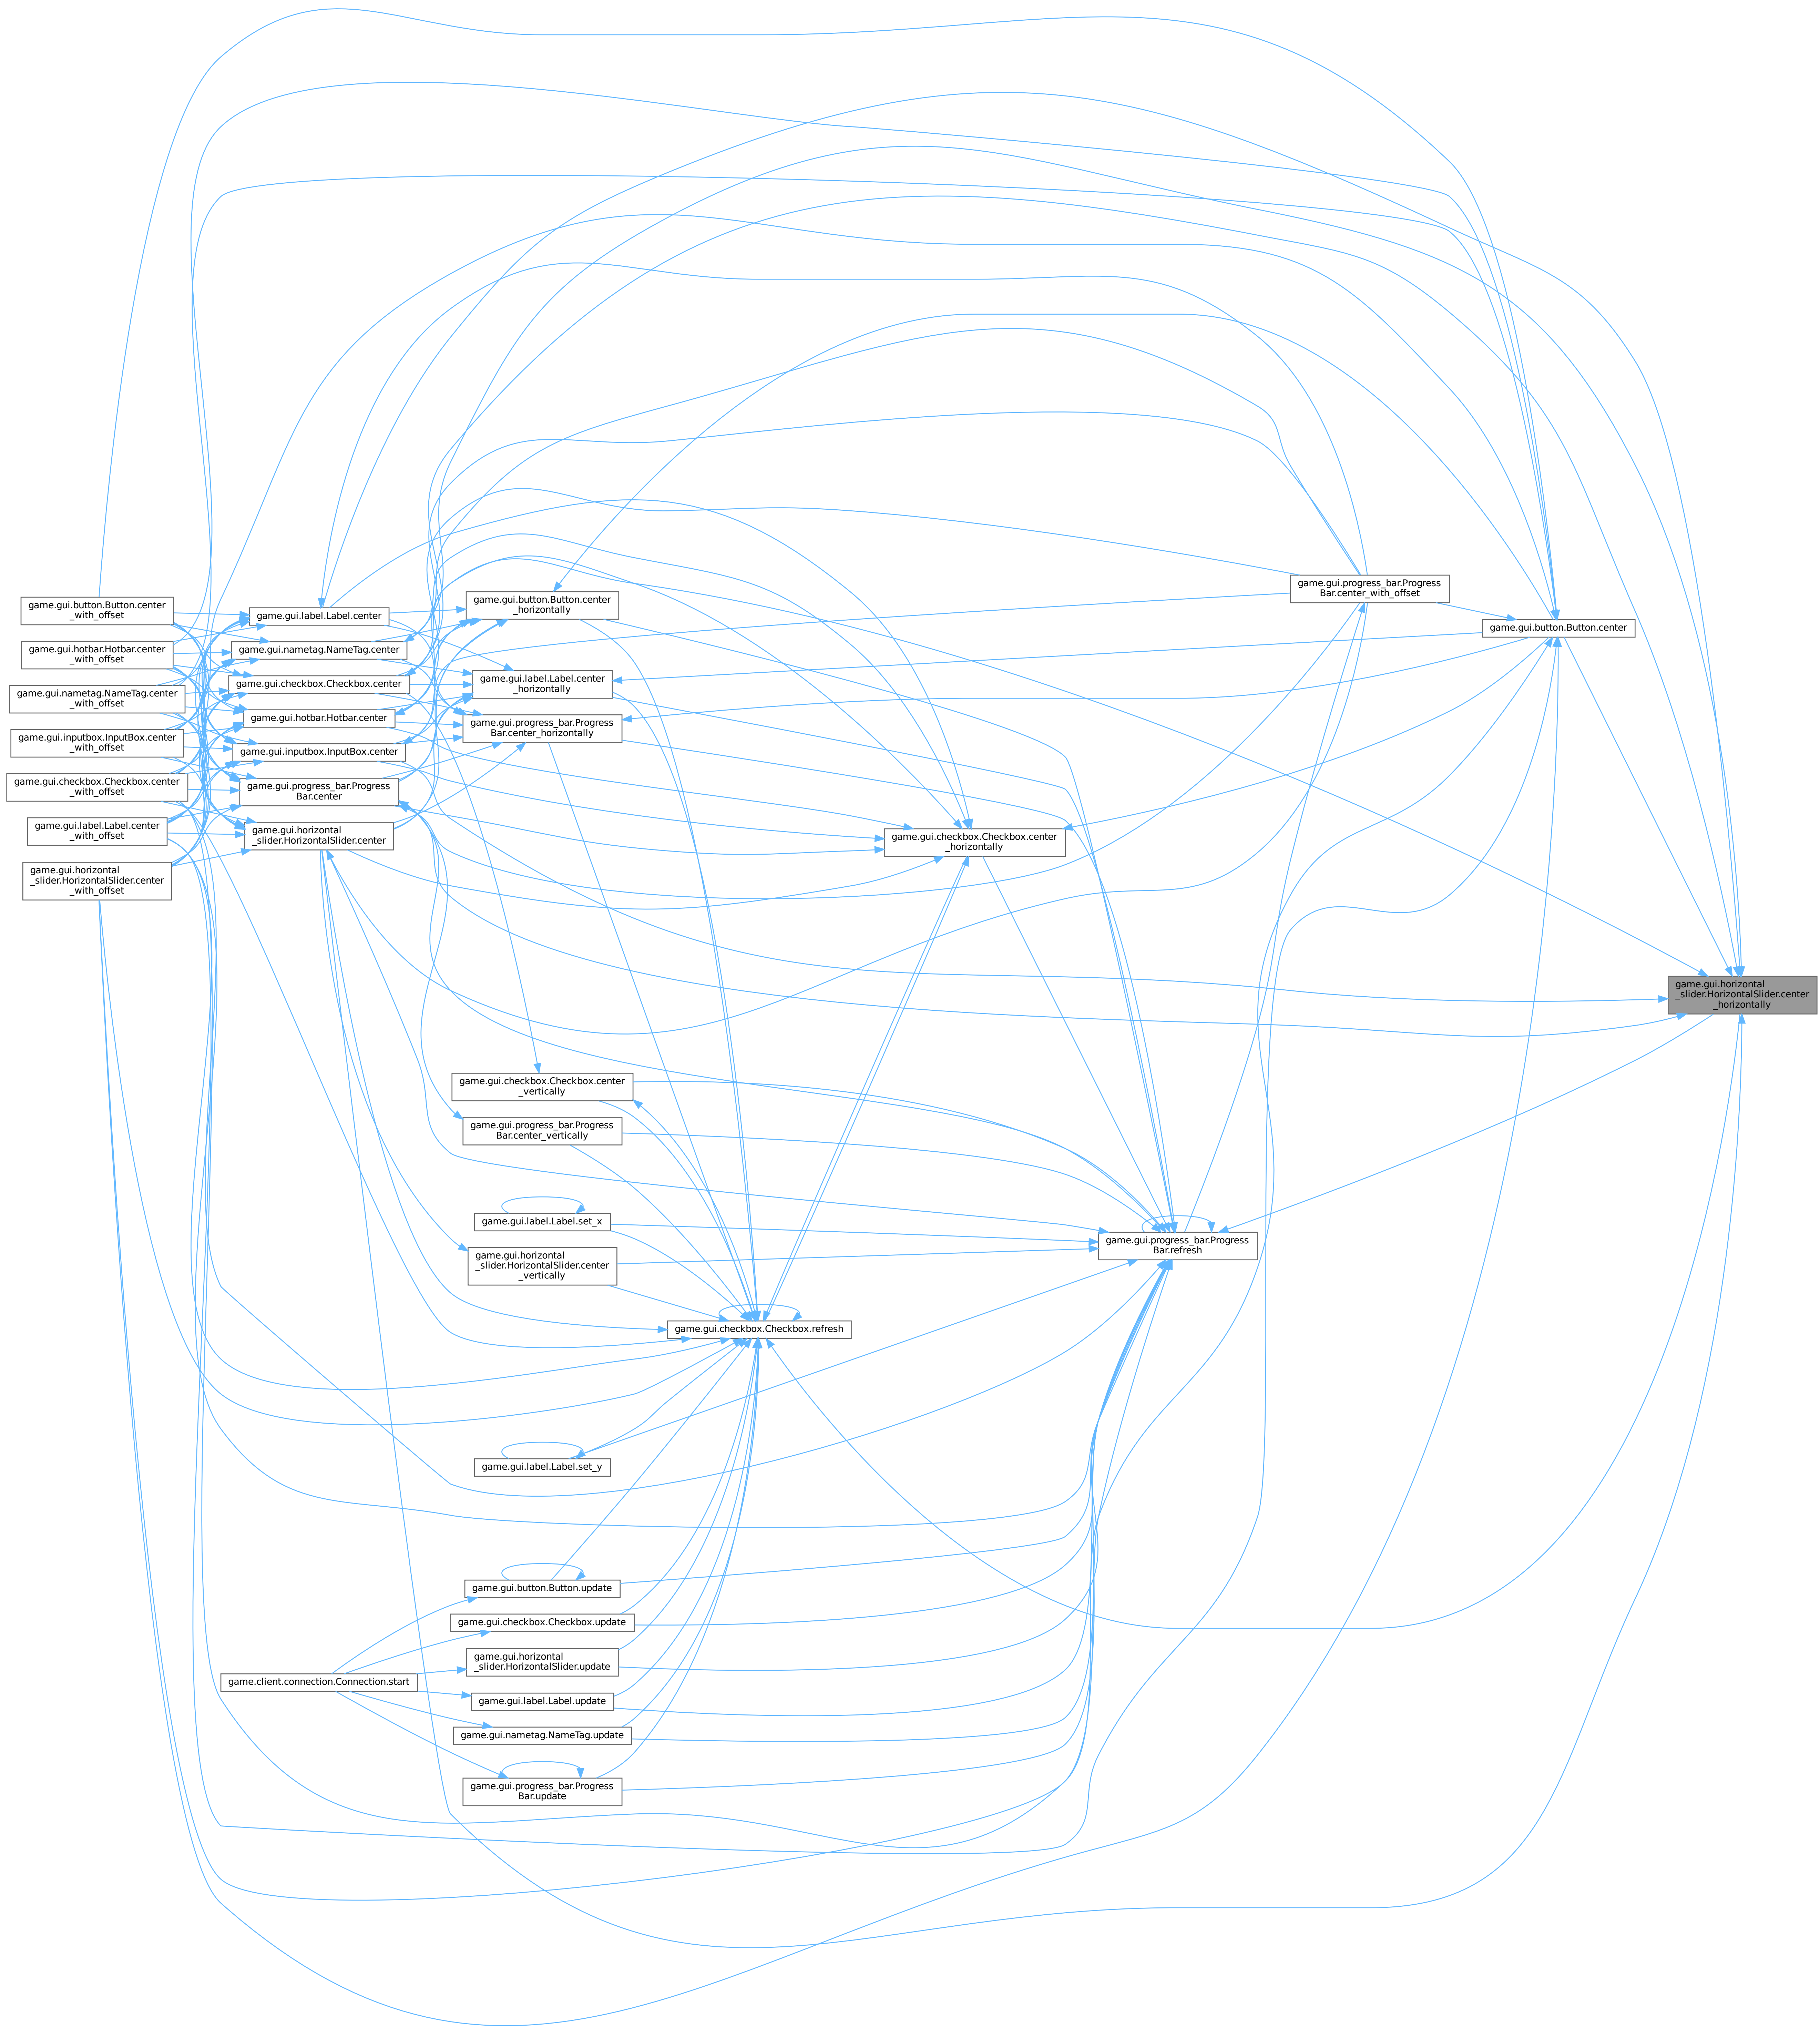 game.gui.progress_bar.Progress
Bar.center_with_offset
game.gui.button.Button.center
_horizontally
game.gui.button.Button.center
_with_offset
game.gui.label.Label.center
game.gui.button.Button.center
game.gui.hotbar.Hotbar.center
_with_offset
game.gui.nametag.NameTag.center
game.gui.label.Label.center
_horizontally
game.gui.checkbox.Checkbox.center
game.gui.nametag.NameTag.center
_with_offset
game.gui.hotbar.Hotbar.center
game.gui.progress_bar.Progress
Bar.center_horizontally
game.gui.inputbox.InputBox.center
_with_offset
game.gui.inputbox.InputBox.center
game.gui.checkbox.Checkbox.center
_with_offset
game.gui.progress_bar.Progress
Bar.center
game.gui.label.Label.center
_with_offset
game.gui.horizontal
_slider.HorizontalSlider.center
game.gui.checkbox.Checkbox.center
_horizontally
game.gui.horizontal
_slider.HorizontalSlider.center
_with_offset
game.gui.horizontal
_slider.HorizontalSlider.center
_horizontally
game.gui.checkbox.Checkbox.center
_vertically
game.gui.progress_bar.Progress
Bar.center_vertically
game.gui.label.Label.set_x
game.gui.progress_bar.Progress
Bar.refresh
game.gui.horizontal
_slider.HorizontalSlider.center
_vertically
game.gui.checkbox.Checkbox.refresh
game.gui.label.Label.set_y
game.gui.button.Button.update
game.gui.checkbox.Checkbox.update
game.gui.horizontal
_slider.HorizontalSlider.update
game.client.connection.Connection.start
game.gui.label.Label.update
game.gui.nametag.NameTag.update
game.gui.progress_bar.Progress
Bar.update